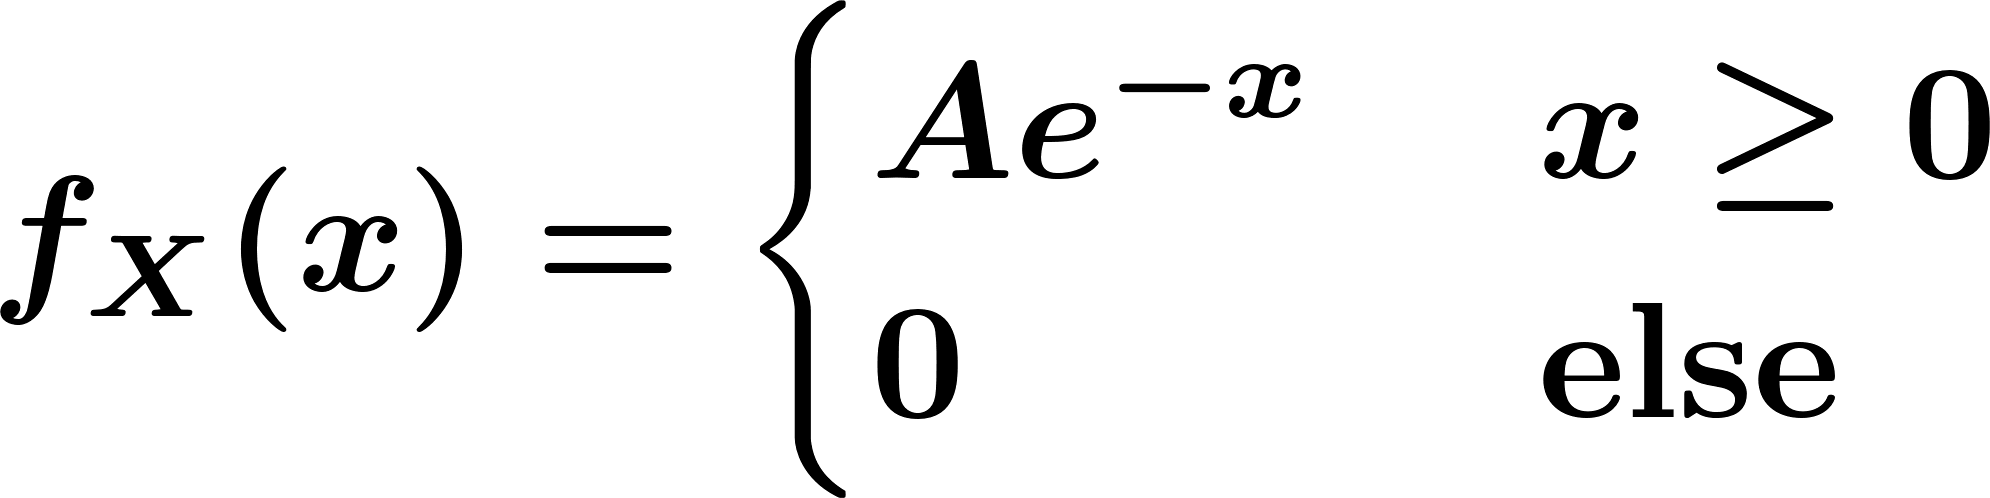 f_X(x) = { Ae^{-x}  x ≥ 0
0  else